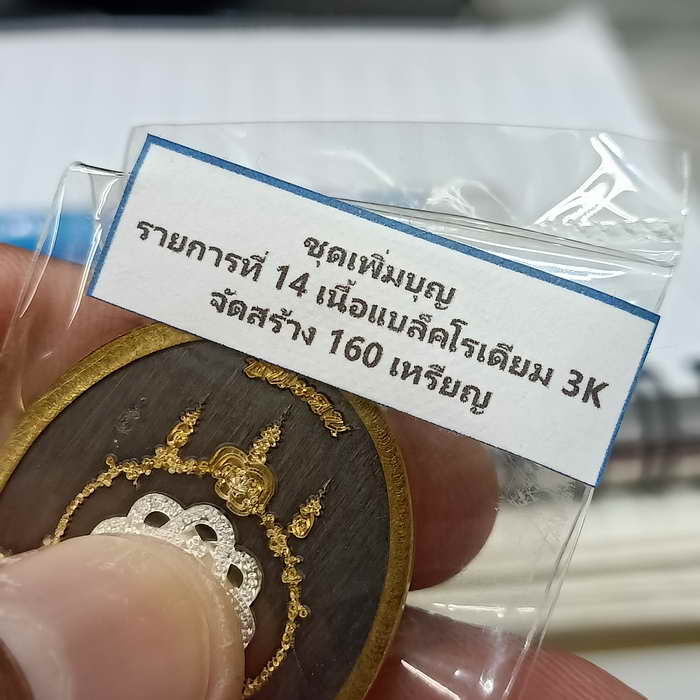 ชุดเพิ่มบุญ
รายการที่ 14 เนื้อแบล็คโรเดียม 3K
จัดสร้าง 160 เหรียญ